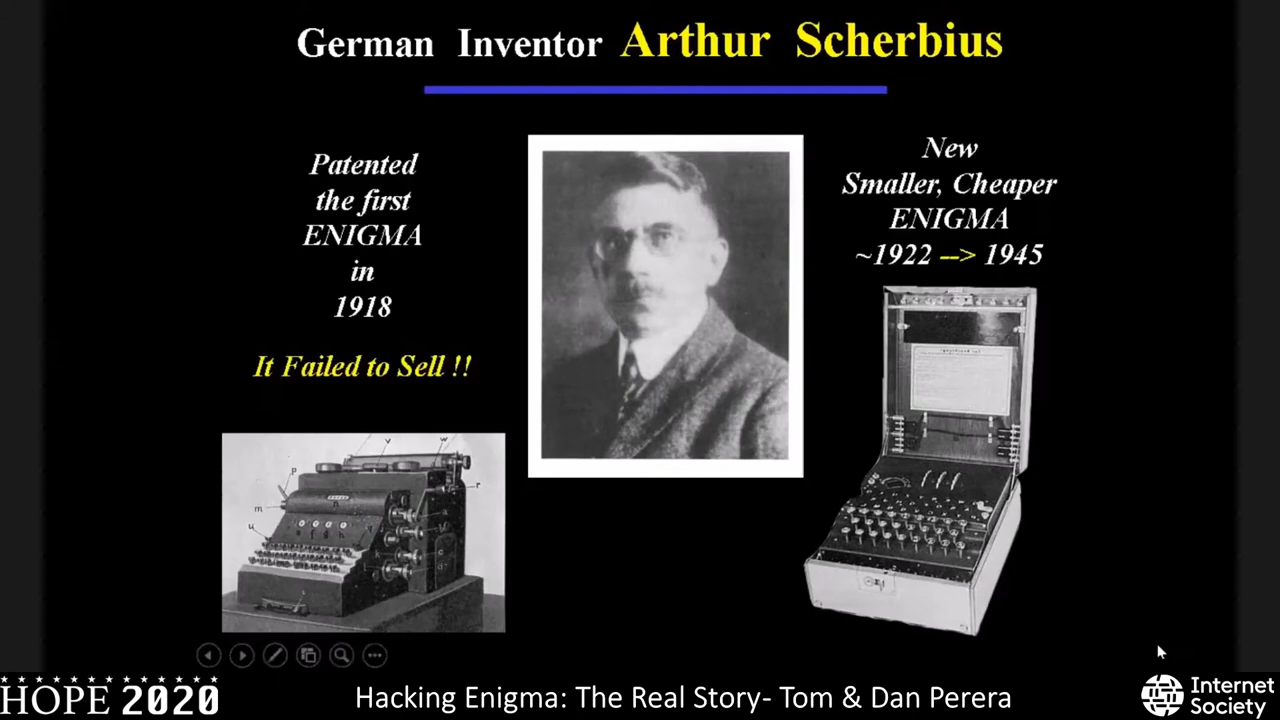 German Inventor Arthur Scherbius
Patented
the first
ENIGMA
in
1918
It Failed to Sell !!
New
Smaller, Cheaper
ENIGMA
~1922 --> 1945
v
w
p
r
m
u
HOPE 2020
Hacking Enigma: The Real Story- Tom & Dan Perera
Internet
Society